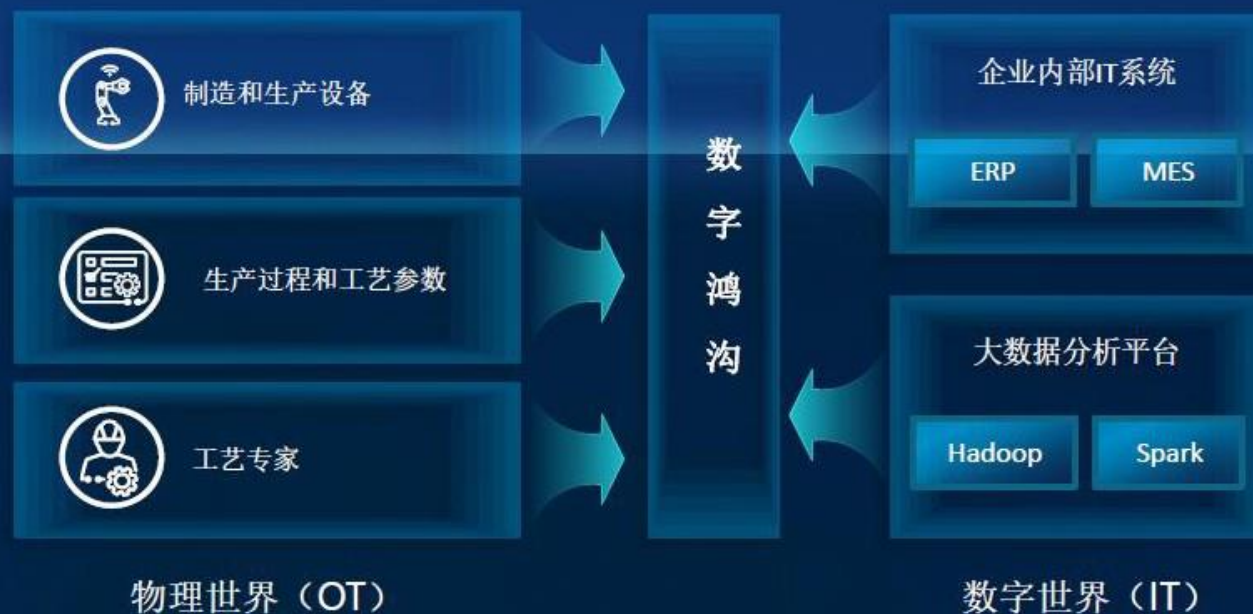 制造和生产设备
生产过程和工艺参数
工艺专家
物理世界（OT）
数字鸿沟
企业内部IT系统
ERP
MES
大数据分析平台
Hadoop
Spark
数字世界（IT）